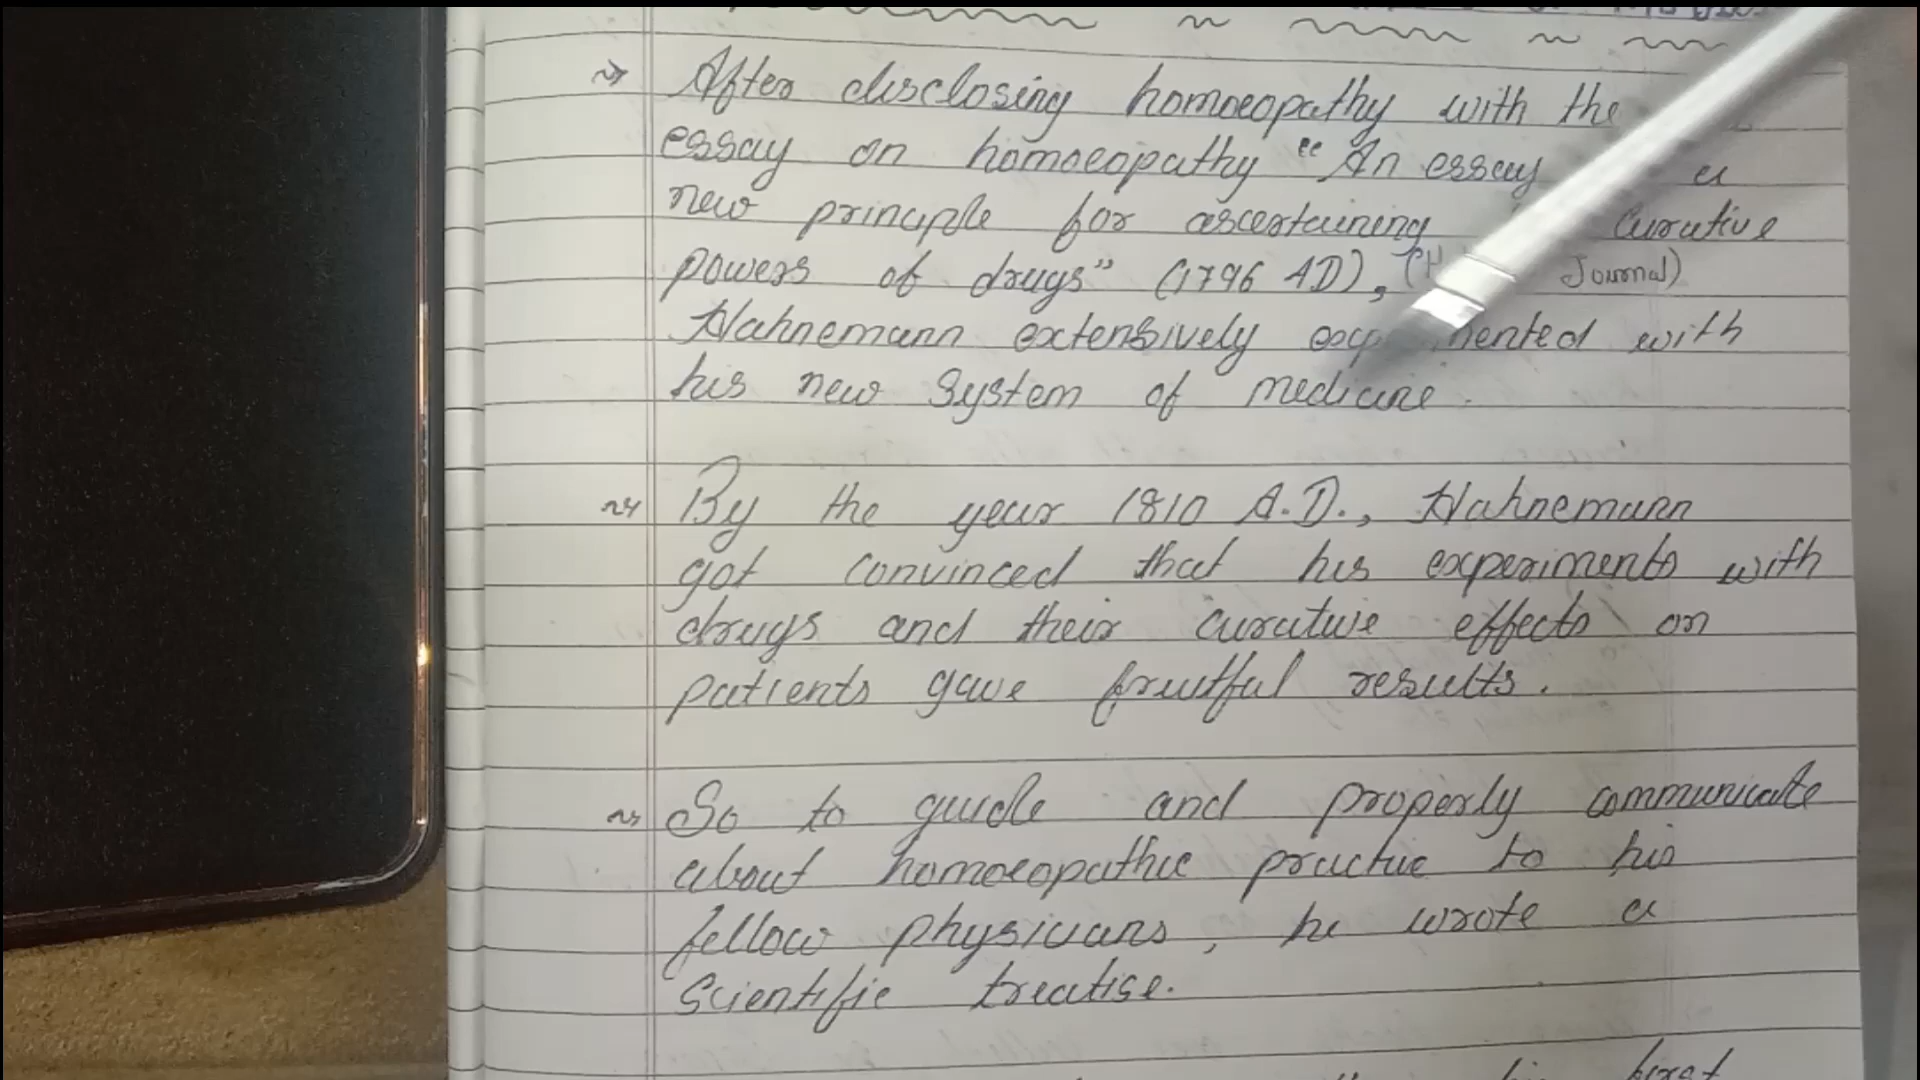 → After disclosing homoeopathy with the
essay on homoeopathy "An essay a
new principle for ascertaining curative
powers of drugs" (1796 AD), Journal)
Hahnemann extensively with
his new system of medicine.
→ By the year 1810 A.D., Hahnemann
got convinced that his experiments with
drugs and their curative effects on
patients gave fruitful results.
→ So to guide and properly communicate
about homoeopathic practice to his
fellow physicians, he wrote a
Scientific treatise.
first